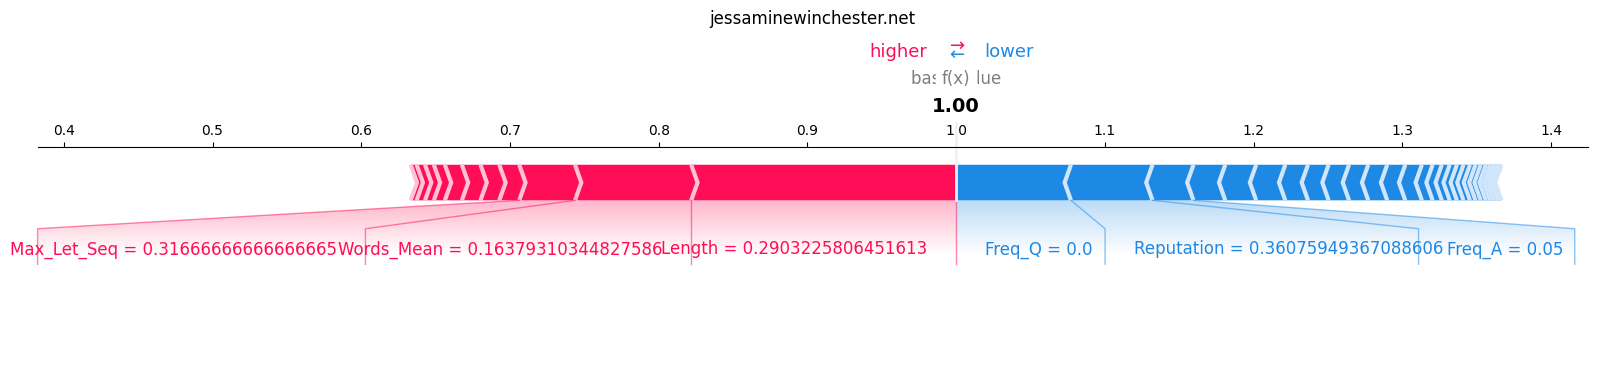 jessaminewinchester.net
higher ⇄ lower
bas f(x) lue
1.00
0.4 0.5 0.6 0.7 0.8 0.9 1.0 1.1 1.2 1.3 1.4
Max_Let_Seq = 0.31666666666666665 Words_Mean = 0.16379310344827586 Length = 0.2903225806451613 Freq_Q = 0.0 Reputation = 0.36075949367088606 Freq_A = 0.05